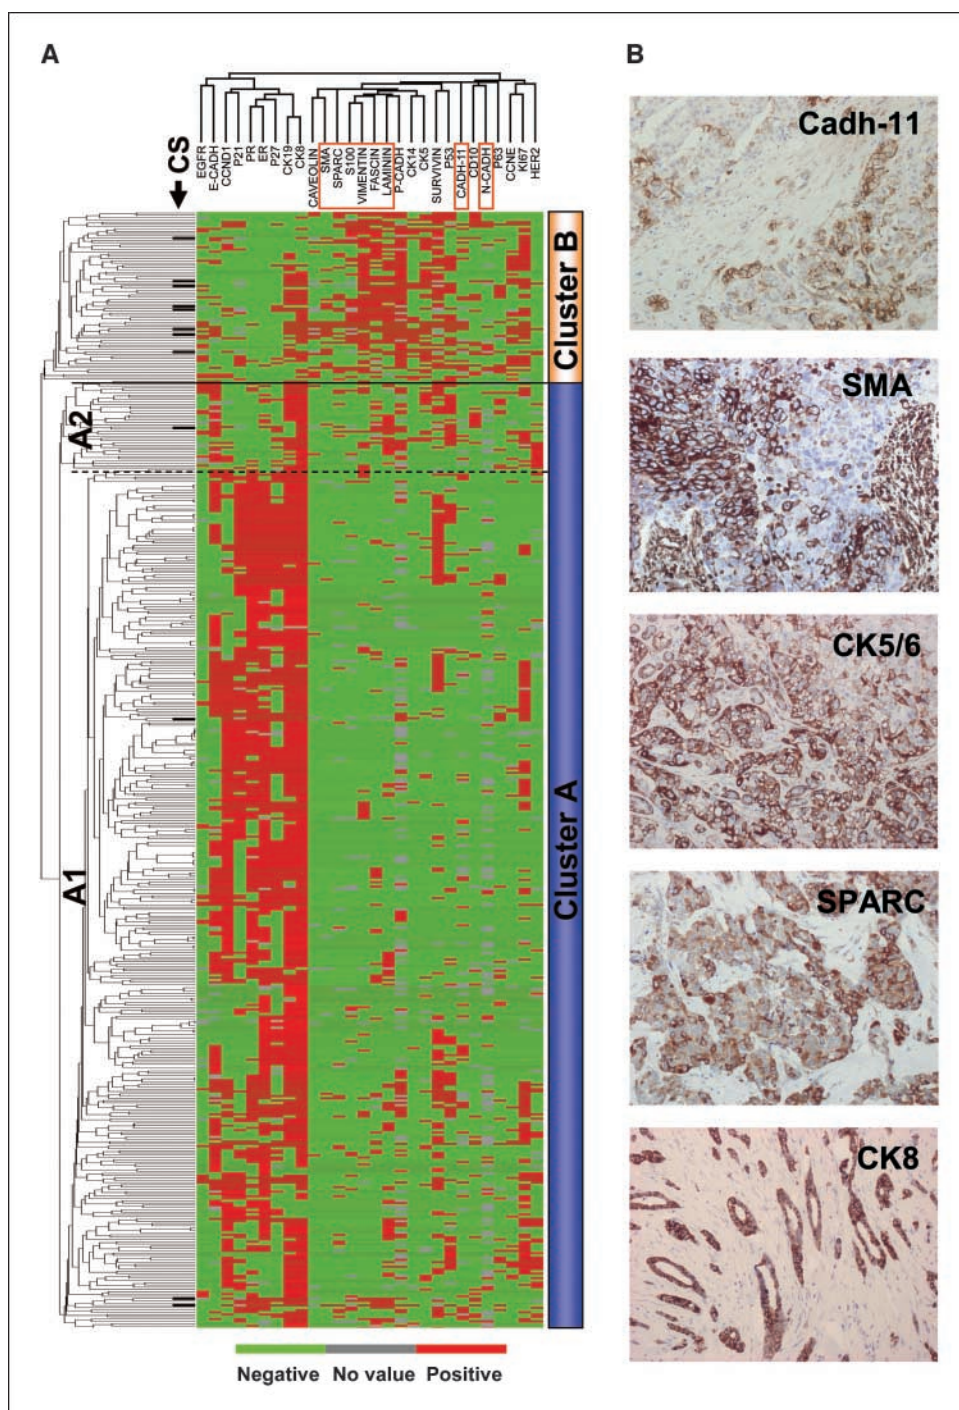 A
B
CS
EGFR
E-CADH
CCND1
P21
PR
ER
P27
CK19
CK8
CAVEOLIN
SMA
SPARC
S100
VIMENTIN
FASCIN
LAMININ
P-CADH
CK14
CK5
SURVIVIN
P53
CADH-11
CD10
N-CADH
P63
CCNE
KI67
HER2
Cluster B
A2
A1
Cluster A
Negative No value Positive
Cadh-11
SMA
CK5/6
SPARC
CK8